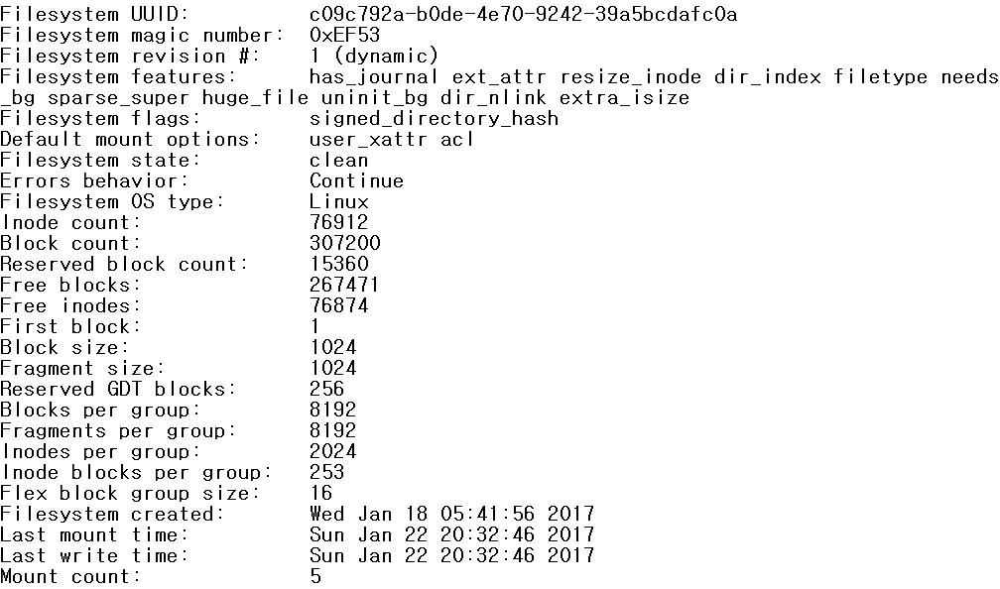 Filesystem UUID: c09c792a-b0de-4e70-9242-39a5bcdafc0a
Filesystem magic number: 0xEF53
Filesystem revision #: 1 (dynamic)
Filesystem features: has_journal ext_attr resize_inode dir_index filetype needs
_bg sparse_super huge_file uninit_bg dir_nlink extra_isize
Filesystem flags: signed_directory_hash
Default mount options: user_xattr acl
Filesystem state: clean
Errors behavior: Continue
Filesystem OS type: Linux
Inode count: 76912
Block count: 307200
Reserved block count: 15360
Free blocks: 267471
Free inodes: 76874
First block: 1
Block size: 1024
Fragment size: 1024
Reserved GDT blocks: 256
Blocks per group: 8192
Fragments per group: 8192
Inodes per group: 2024
Inode blocks per group: 253
Flex block group size: 16
Filesystem created: Wed Jan 18 05:41:56 2017
Last mount time: Sun Jan 22 20:32:46 2017
Last write time: Sun Jan 22 20:32:46 2017
Mount count: 5